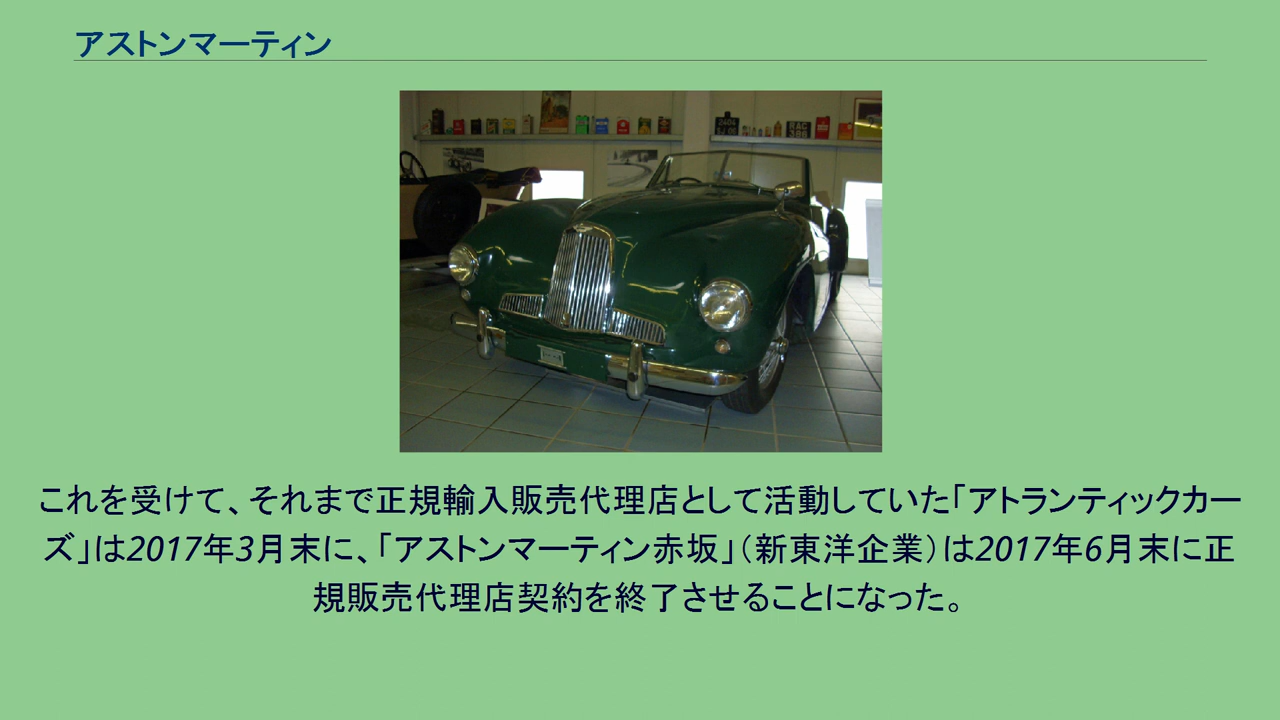 アストンマーティン
これを受けて、それまで正規輸入販売代理店として活動していた「アトランティックカー
ズ」は2017年3月末に、「アストンマーティン赤坂」（新東洋企業）は2017年6月末に正
規販売代理店契約を終了させることになった。